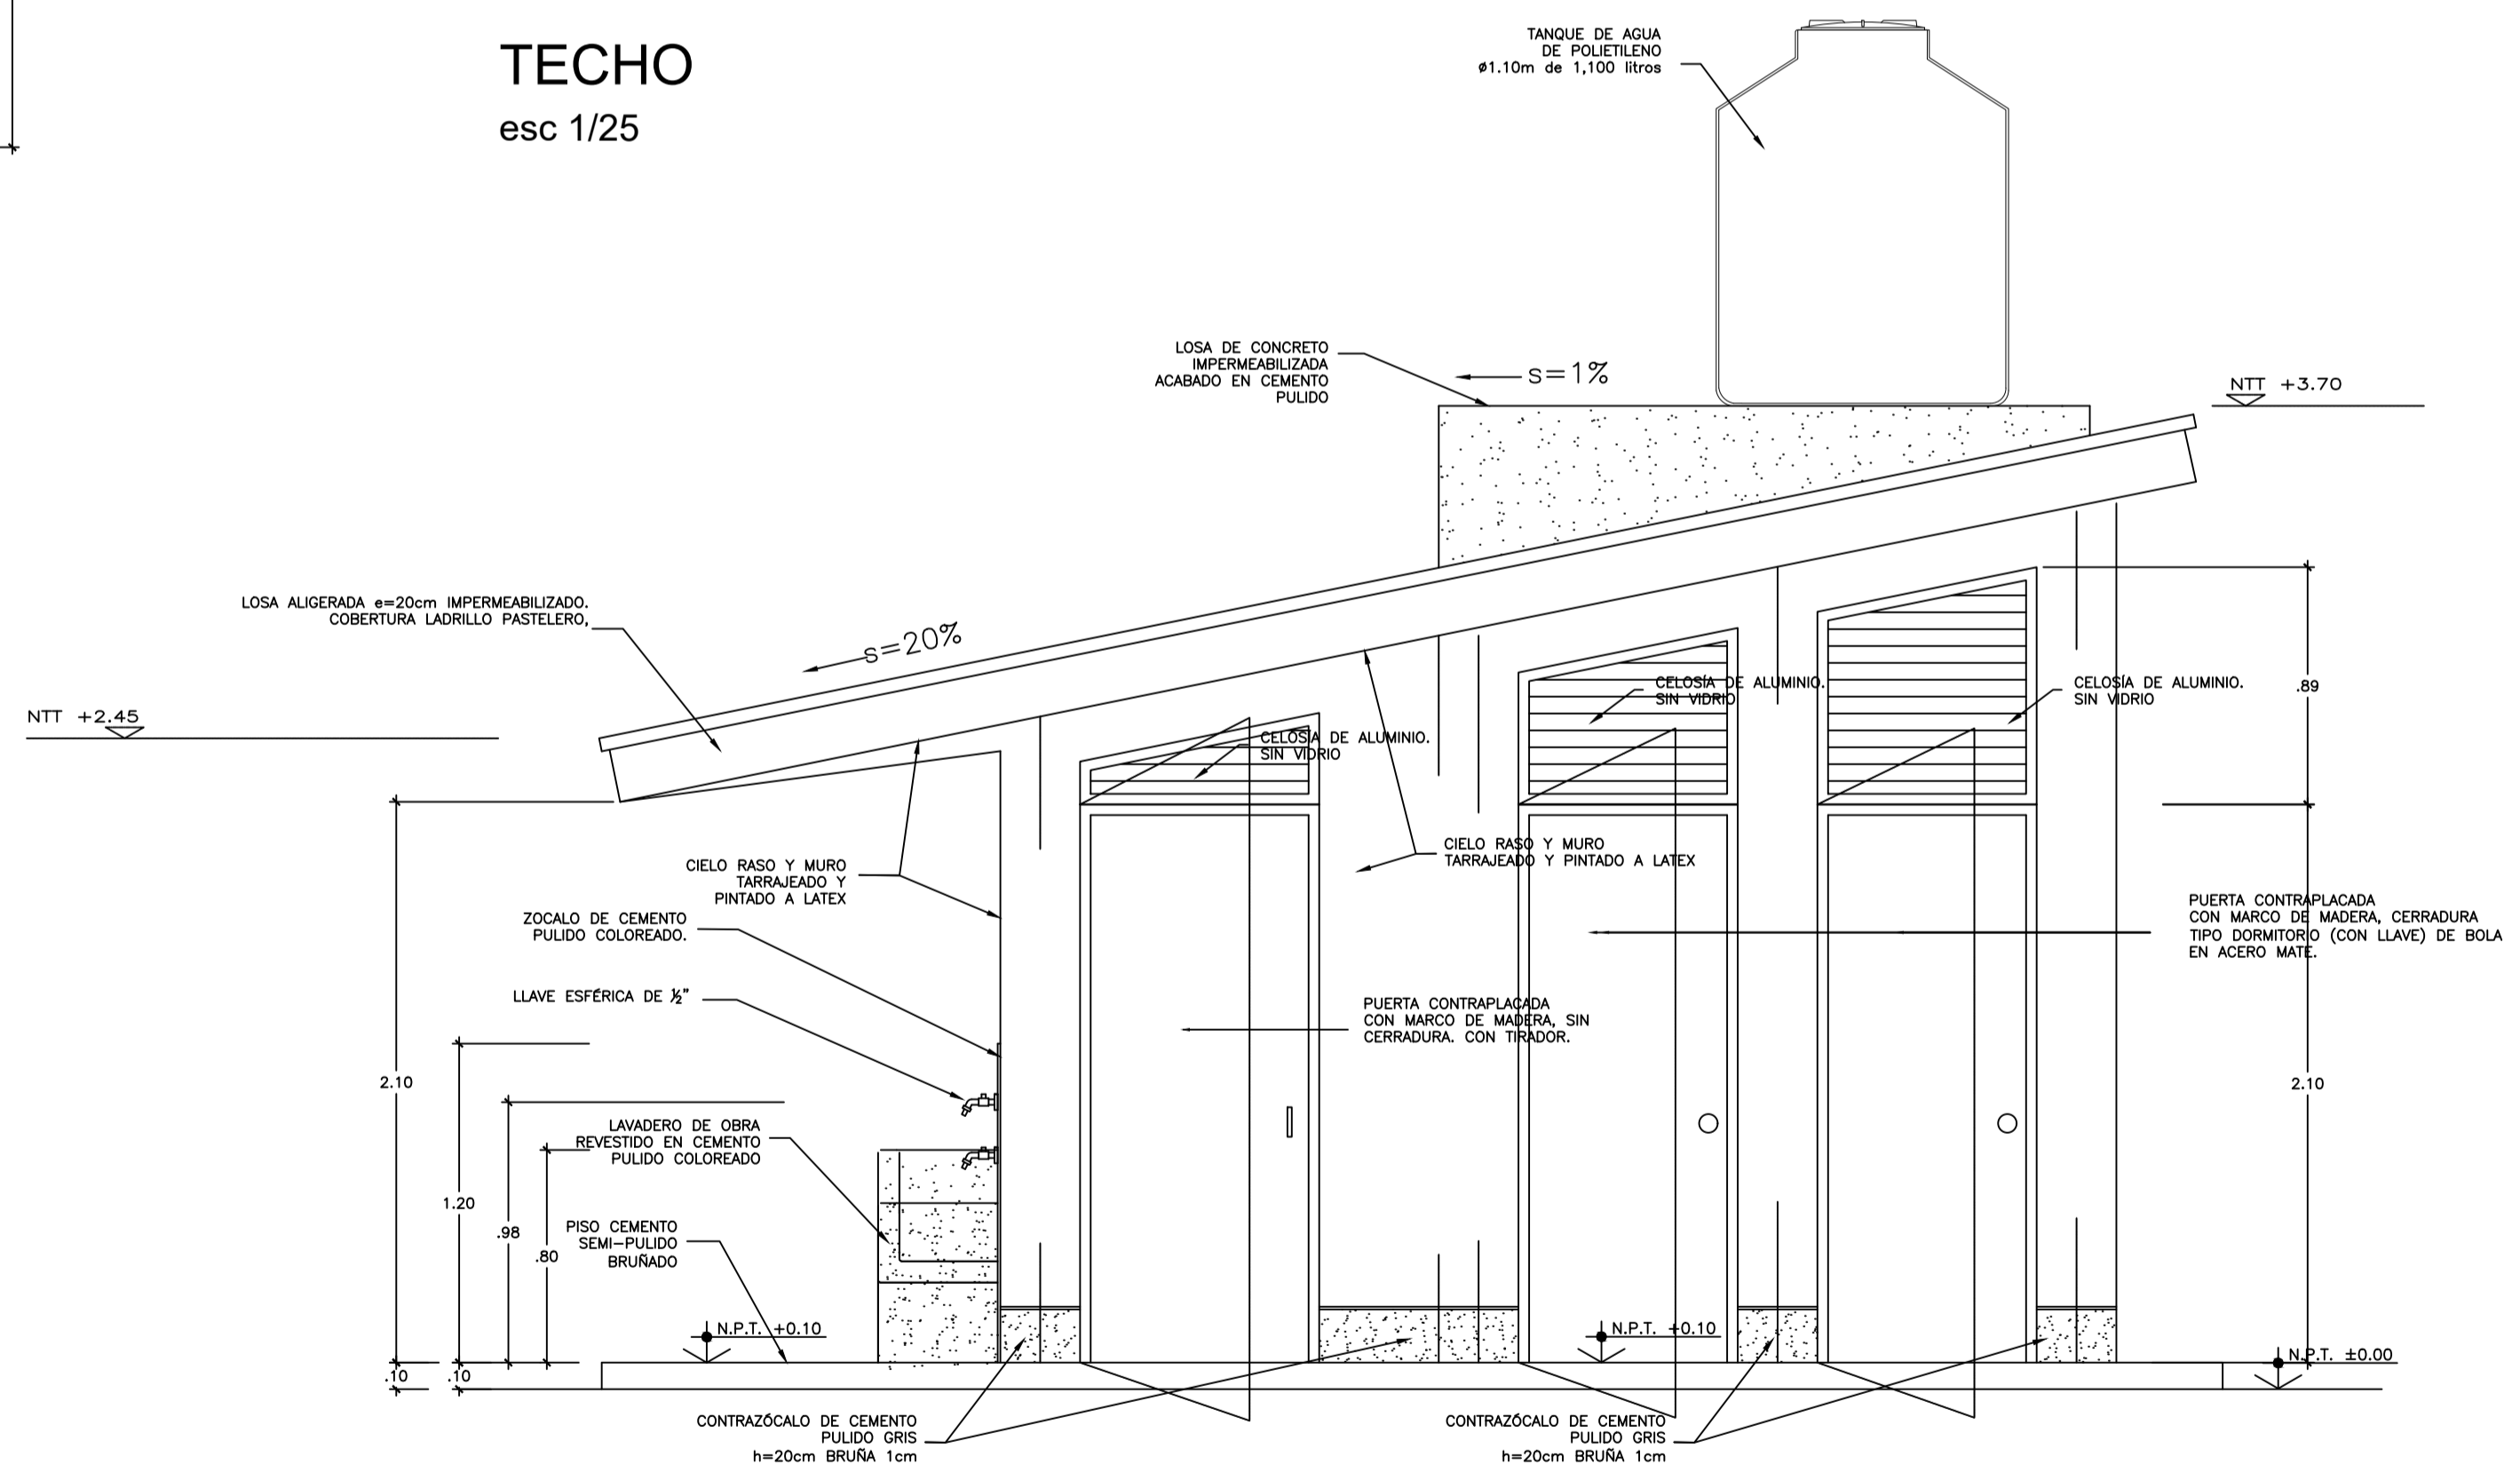 TECHO
esc 1/25
TANQUE DE AGUA
DE POLIETILENO
ø1.10m de 1,100 litros
LOSA DE CONCRETO
IMPERMEABILIZADA
ACABADO EN CEMENTO
PULIDO
s=1%
NTT +3.70
LOSA ALIGERADA e=20cm IMPERMEABILIZADO.
COBERTURA LADRILLO PASTELERO,
s=20%
NTT +2.45
CELOSÍA DE ALUMINIO.
SIN VIDRIO
CELOSÍA DE ALUMINIO.
SIN VIDRIO
CELOSÍA DE ALUMINIO.
SIN VIDRIO
.89
CIELO RASO Y MURO
TARRAJEADO Y
PINTADO A LATEX
CIELO RASO Y MURO
TARRAJEADO Y PINTADO A LATEX
ZOCALO DE CEMENTO
PULIDO COLOREADO.
PUERTA CONTRAPLACADA
CON MARCO DE MADERA, CERRADURA
TIPO DORMITORIO (CON LLAVE) DE BOLA
EN ACERO MATE.
LLAVE ESFÉRICA DE ½"
PUERTA CONTRAPLACADA
CON MARCO DE MADERA, SIN
CERRADURA. CON TIRADOR.
2.10
2.10
LAVADERO DE OBRA
REVESTIDO EN CEMENTO
PULIDO COLOREADO
1.20
.98
.80
PISO CEMENTO
SEMI-PULIDO
BRUÑADO
N.P.T. +0.10
N.P.T. +0.10
N.P.T. ±0.00
.10
.10
CONTRAZÓCALO DE CEMENTO
PULIDO GRIS
h=20cm BRUÑA 1cm
CONTRAZÓCALO DE CEMENTO
PULIDO GRIS
h=20cm BRUÑA 1cm